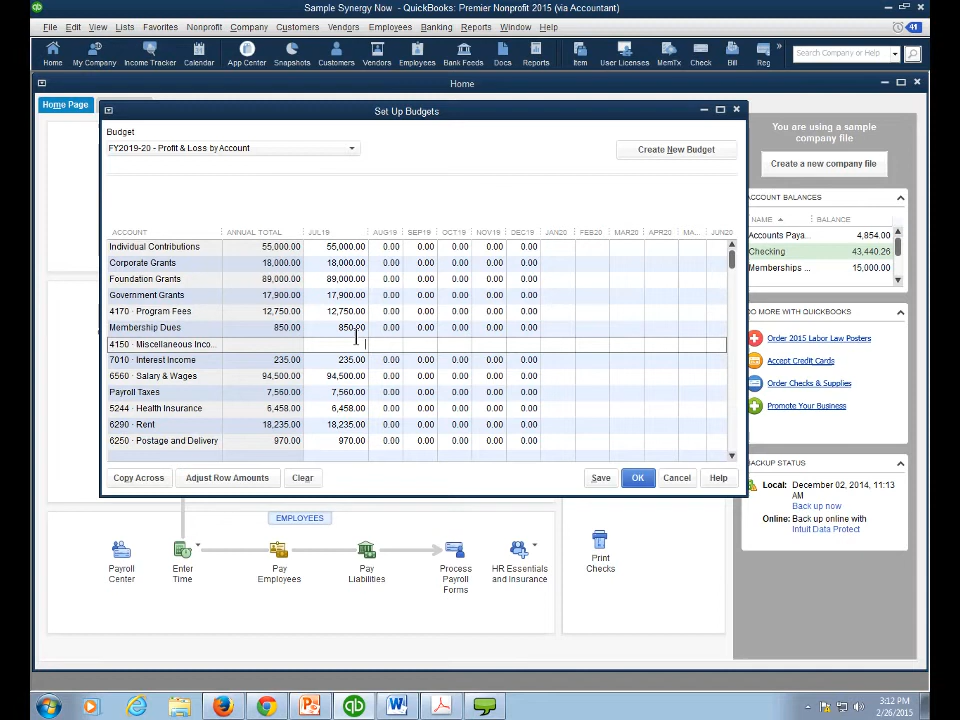 Sample Synergy Now - QuickBooks: Premier Nonprofit 2015 (via Accountant)
File Edit View Lists Favorites Nonprofit Company Customers Vendors Employees Banking Reports Window Help 41
Home My Company Income Tracker Calendar App Center Snapshots Customers Vendors Employees Bank Feeds Docs Reports Item User Licenses MemTx Check Bill Reg » Search Company or Help
Home
Home Page
Set Up Budgets
Budget
FY2019-20 - Profit & Loss by Account
Create New Budget
ACCOUNT ANNUAL TOTAL JUL19 AUG19 SEP19 OCT19 NOV19 DEC19 JAN20 FEB20 MAR20 APR20 MA... JUN20
Individual Contributions 55,000.00 55,000.00 0.00 0.00 0.00 0.00 0.00
Corporate Grants 18,000.00 18,000.00 0.00 0.00 0.00 0.00 0.00
Foundation Grants 89,000.00 89,000.00 0.00 0.00 0.00 0.00 0.00
Government Grants 17,900.00 17,900.00 0.00 0.00 0.00 0.00 0.00
4170 · Program Fees 12,750.00 12,750.00 0.00 0.00 0.00 0.00 0.00
Membership Dues 850.00 850.00 0.00 0.00 0.00 0.00 0.00
4150 · Miscellaneous Inco...
7010 · Interest Income 235.00 235.00 0.00 0.00 0.00 0.00 0.00
6560 · Salary & Wages 94,500.00 94,500.00 0.00 0.00 0.00 0.00 0.00
Payroll Taxes 7,560.00 7,560.00 0.00 0.00 0.00 0.00 0.00
5244 · Health Insurance 6,458.00 6,458.00 0.00 0.00 0.00 0.00 0.00
6290 · Rent 18,235.00 18,235.00 0.00 0.00 0.00 0.00 0.00
6250 · Postage and Delivery 970.00 970.00 0.00 0.00 0.00 0.00 0.00
Copy Across Adjust Row Amounts Clear Save OK Cancel Help
You are using a sample
company file
Create a new company file
ACCOUNT BALANCES
NAME BALANCE
Accounts Paya... 4,854.00
Checking 43,440.26
Memberships ... 15,000.00
DO MORE WITH QUICKBOOKS
Order 2015 Labor Law Posters
Accept Credit Cards
Order Checks & Supplies
Promote Your Business
BACKUP STATUS
Local: December 02, 2014, 11:13
AM
Back up now
Online: Back up online with
Intuit Data Protect
EMPLOYEES
Payroll
Center
Enter
Time
Pay
Employees
Pay
Liabilities
Process
Payroll
Forms
HR Essentials
and Insurance
Print
Checks
3:12 PM
2/26/2015